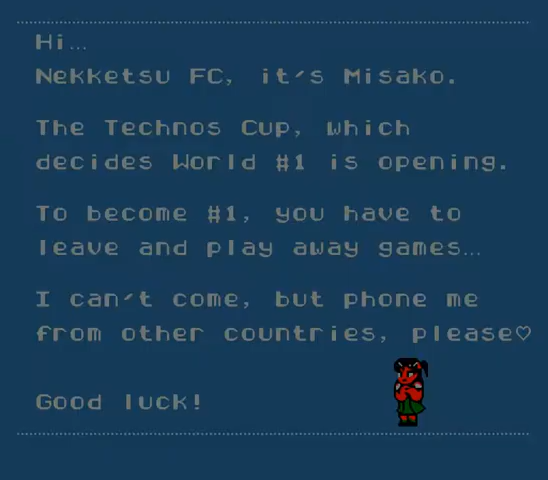 Hi…
Nekketsu FC, it's Misako.
The Technos Cup, which
decides World #1 is opening.
To become #1, you have to
leave and play away games…
I can't come, but phone me
from other countries, please♡
Good luck!